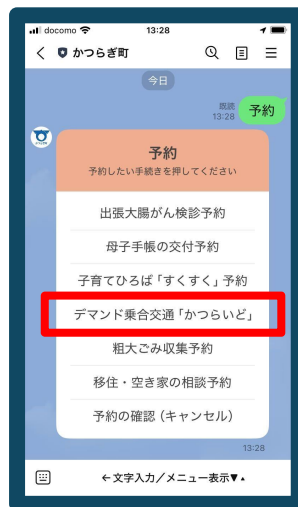 docomo
13:28
かつらぎ町
今日
既読
13:28
予約
予約
予約したい手続きを押してください
出張大腸がん検診予約
母子手帳の交付予約
子育てひろば「すくすく」予約
デマンド乗合交通「かつらいど」
粗大ごみ収集予約
移住・空き家の相談予約
予約の確認（キャンセル）
13:28
←文字入力／メニュー表示▼▲